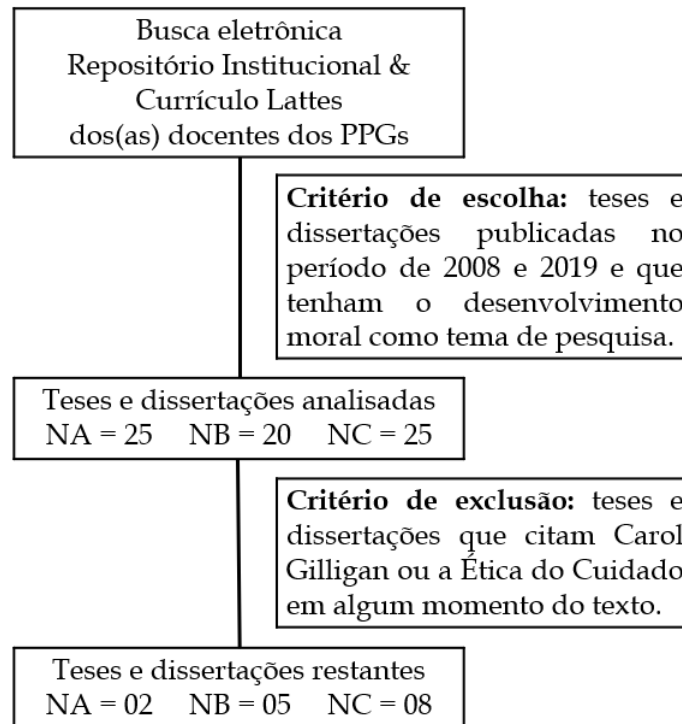 Busca eletrônica
Repositório Institucional &
Currículo Lattes
dos(as) docentes dos PPGs
Critério de escolha: teses e
dissertações publicadas no
período de 2008 e 2019 e que
tenham o desenvolvimento
moral como tema de pesquisa.
Teses e dissertações analisadas
NA = 25 NB = 20 NC = 25
Critério de exclusão: teses e
dissertações que citam Carol
Gilligan ou a Ética do Cuidado
em algum momento do texto.
Teses e dissertações restantes
NA = 02 NB = 05 NC = 08